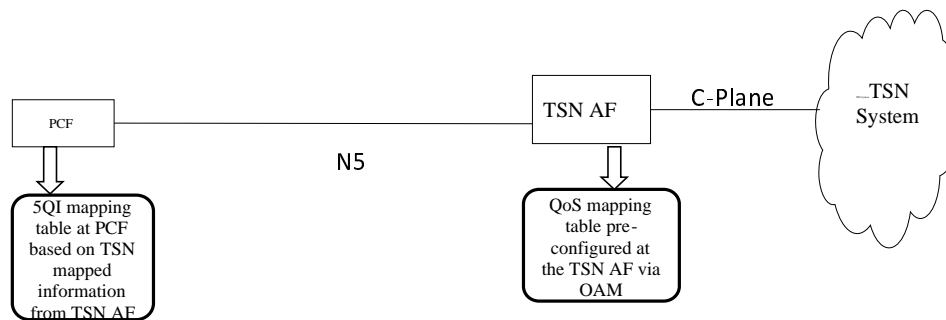 C-Plane
TSN
System
TSN AF
PCF
N5
5QI mapping
table at PCF
based on TSN
mapped
information
from TSN AF
QoS mapping
table pre-
configured at
the TSN AF via
OAM